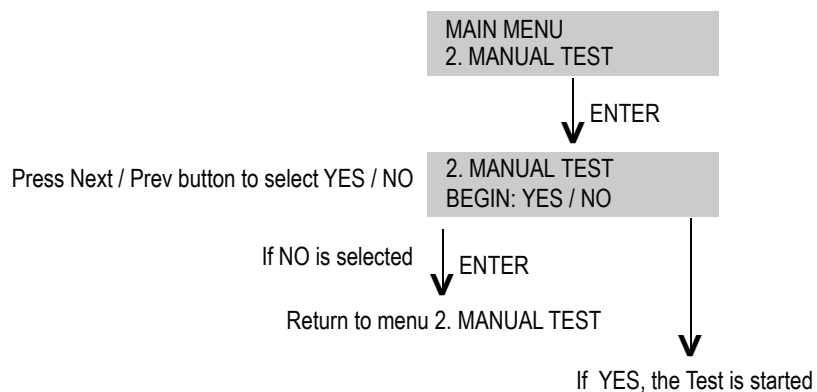 MAIN MENU
2. MANUAL TEST
ENTER
Press Next / Prev button to select YES / NO
2. MANUAL TEST
BEGIN: YES / NO
If NO is selected
ENTER
Return to menu 2. MANUAL TEST
If YES, the Test is started